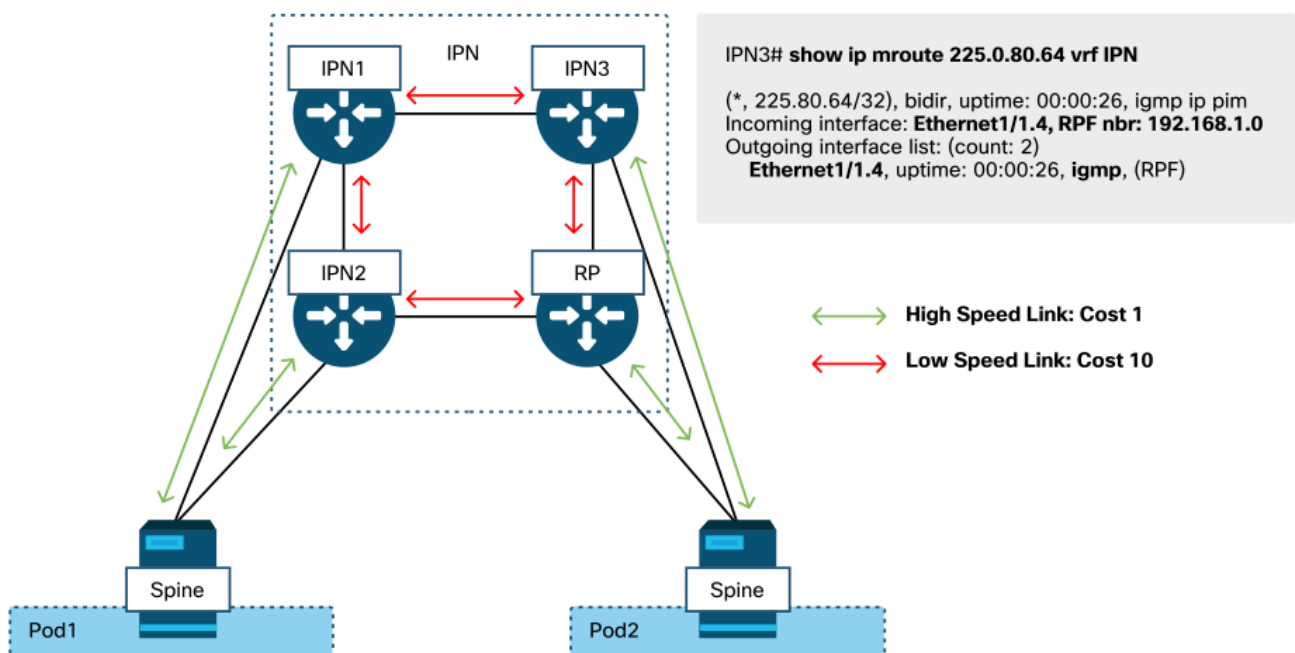 IPN1
IPN
IPN3
IPN2
RP
Spine
Pod1
Spine
Pod2
IPN3# show ip mroute 225.0.80.64 vrf IPN
(*, 225.80.64/32), bidir, uptime: 00:00:26, igmp ip pim
Incoming interface: Ethernet1/1.4, RPF nbr: 192.168.1.0
Outgoing interface list: (count: 2)
Ethernet1/1.4, uptime: 00:00:26, igmp, (RPF)
High Speed Link: Cost 1
Low Speed Link: Cost 10